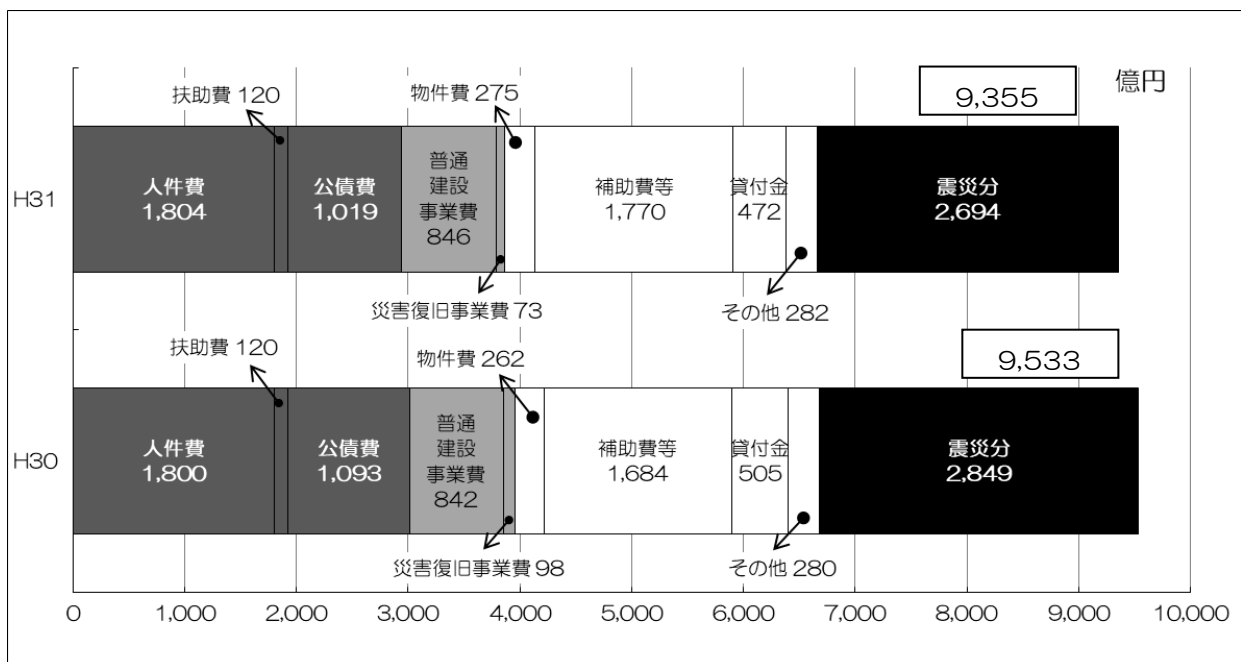 億円
9,355
扶助費 120
物件費 275
H31
人件費
1,804
公債費
1,019
普通
建設
事業費
846
補助費等
1,770
貸付金
472
震災分
2,694
災害復旧事業費 73
その他 282
扶助費 120
物件費 262
9,533
H30
人件費
1,800
公債費
1,093
普通
建設
事業費
842
補助費等
1,684
貸付金
505
震災分
2,849
災害復旧事業費 98
その他 280
0 1,000 2,000 3,000 4,000 5,000 6,000 7,000 8,000 9,000 10,000